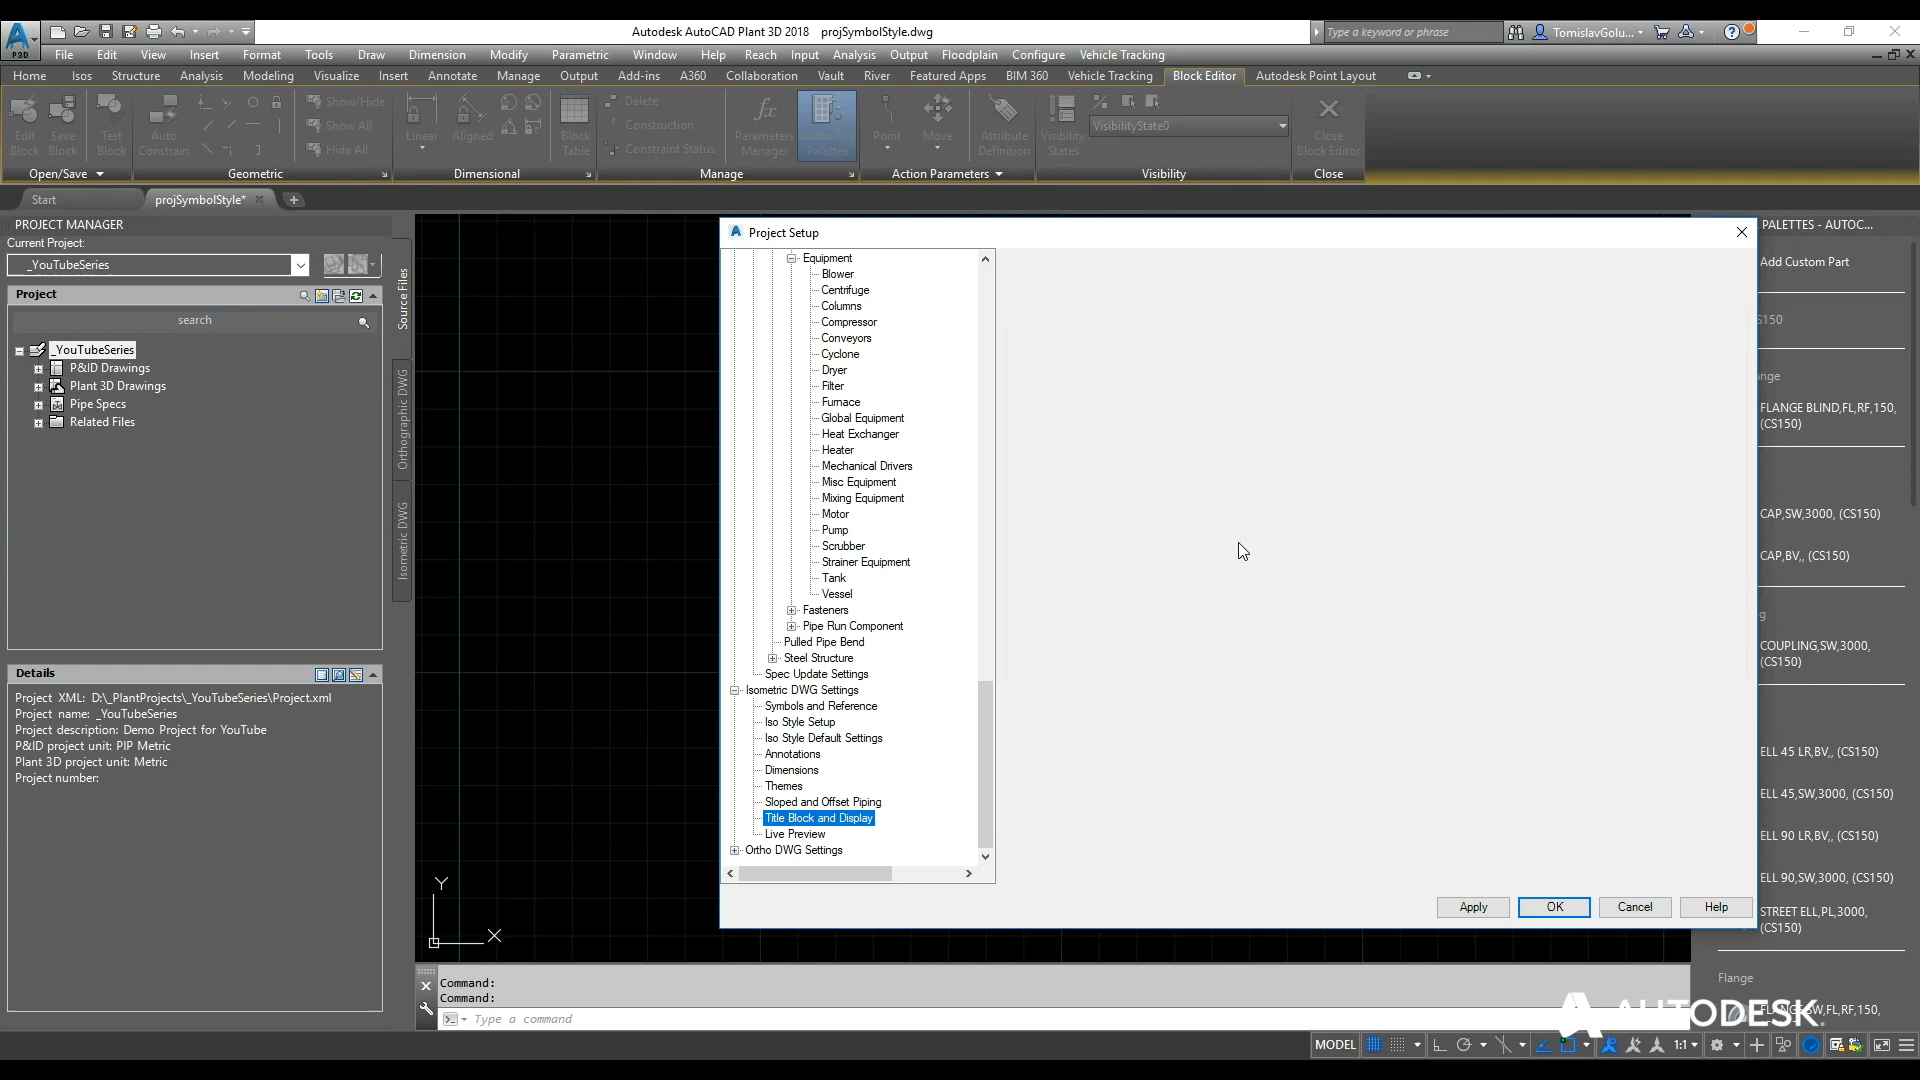 Autodesk AutoCAD Plant 3D 2018 projSymbolStyle.dwg
Type a keyword or phrase
TomislavGolu...
P3D
File Edit View Insert Format Tools Draw Dimension Modify Parametric Window Help Reach Input Analysis Output Floodplain Configure Vehicle Tracking
Home Isos Structure Analysis Modeling Visualize Insert Annotate Manage Output Add-ins A360 Collaboration Vault River Featured Apps BIM 360 Vehicle Tracking Block Editor Autodesk Point Layout
Edit Block
Save Block
Test Block
Auto Constrain
Show/Hide
Show All
Hide All
Linear
Aligned
Block Table
Delete
Construction
Constraint Status
Parameters Manager
Authoring Palettes
Point
Move
Attribute Definition
Visibility States
VisibilityState0
Close Block Editor
Open/Save Geometric Dimensional Manage Action Parameters Visibility Close
Start projSymbolStyle*
PROJECT MANAGER
Current Project:
_YouTubeSeries
Project
search
_YouTubeSeries
P&ID Drawings
Plant 3D Drawings
Pipe Specs
Related Files
Source Files
Orthographic DWG
Isometric DWG
Details
Project XML: D:\_PlantProjects\_YouTubeSeries\Project.xml
Project name: _YouTubeSeries
Project description: Demo Project for YouTube
P&ID project unit: PIP Metric
Plant 3D project unit: Metric
Project number:
Project Setup
Equipment
Blower
Centrifuge
Columns
Compressor
Conveyors
Cyclone
Dryer
Filter
Furnace
Global Equipment
Heat Exchanger
Heater
Mechanical Drivers
Misc Equipment
Mixing Equipment
Motor
Pump
Scrubber
Strainer Equipment
Tank
Vessel
Fasteners
Pipe Run Component
Pulled Pipe Bend
Steel Structure
Spec Update Settings
Isometric DWG Settings
Symbols and Reference
Iso Style Setup
Iso Style Default Settings
Annotations
Dimensions
Themes
Sloped and Offset Piping
Title Block and Display
Live Preview
Ortho DWG Settings
Apply OK Cancel Help
PALETTES - AUTOC...
Add Custom Part
S150
nge
FLANGE BLIND,FL,RF,150,
(CS150)
CAP,SW,3000, (CS150)
CAP,BV,, (CS150)
g
COUPLING,SW,3000,
(CS150)
ELL 45 LR,BV,, (CS150)
ELL 45,SW,3000, (CS150)
ELL 90 LR,BV,, (CS150)
ELL 90,SW,3000, (CS150)
STREET ELL,PL,3000,
(CS150)
Flange
SW,FL,RF,150,
Y
X
Command:
Command:
Type a command
AUTODESK.
MODEL
1:1